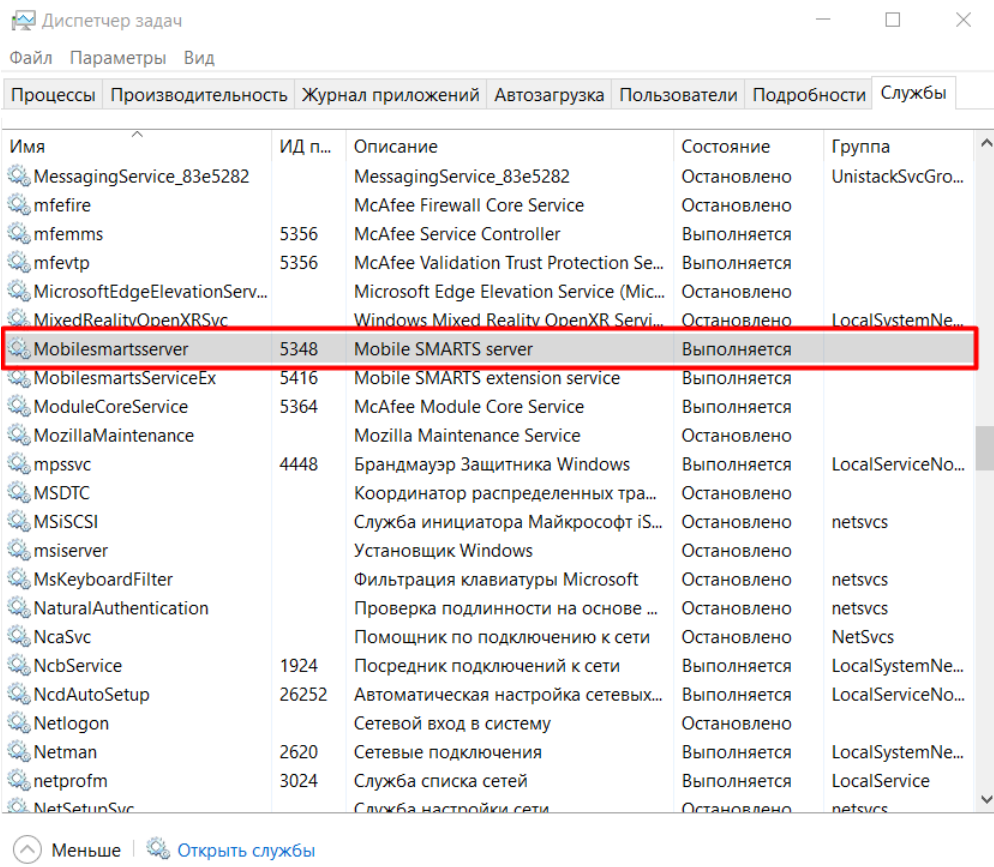 Диспетчер задач
Файл Параметры Вид
Процессы Производительность Журнал приложений Автозагрузка Пользователи Подробности Службы
Имя ИД п... Описание Состояние Группа
MessagingService_83e5282 MessagingService_83e5282 Остановлено UnistackSvcGro...
mfefire McAfee Firewall Core Service Остановлено
mfemms 5356 McAfee Service Controller Выполняется
mfevtp 5356 McAfee Validation Trust Protection Se... Выполняется
MicrosoftEdgeElevationServ... Microsoft Edge Elevation Service (Mic... Остановлено
MixedRealityOpenXRSvc Windows Mixed Reality OpenXR Servi... Остановлено LocalSystemNe...
Mobilesmartsserver 5348 Mobile SMARTS server Выполняется
MobilesmartsServiceEx 5416 Mobile SMARTS extension service Выполняется
ModuleCoreService 5364 McAfee Module Core Service Выполняется
MozillaMaintenance Mozilla Maintenance Service Остановлено
mpssvc 4448 Брандмауэр Защитника Windows Выполняется LocalServiceNo...
MSDTC Координатор распределенных тра... Остановлено
MSiSCSI Служба инициатора Майкрософт iS... Остановлено netsvcs
msiserver Установщик Windows Остановлено
MsKeyboardFilter Фильтрация клавиатуры Microsoft Остановлено netsvcs
NaturalAuthentication Проверка подлинности на основе ... Остановлено netsvcs
NcaSvc Помощник по подключению к сети Остановлено NetSvcs
NcbService 1924 Посредник подключений к сети Выполняется LocalSystemNe...
NcdAutoSetup 26252 Автоматическая настройка сетевых... Выполняется LocalServiceNo...
Netlogon Сетевой вход в систему Остановлено
Netman 2620 Сетевые подключения Выполняется LocalSystemNe...
netprofm 3024 Служба списка сетей Выполняется LocalService
NetSetupSvc Служба настройки сети Остановлено netsvcs
Меньше Открыть службы